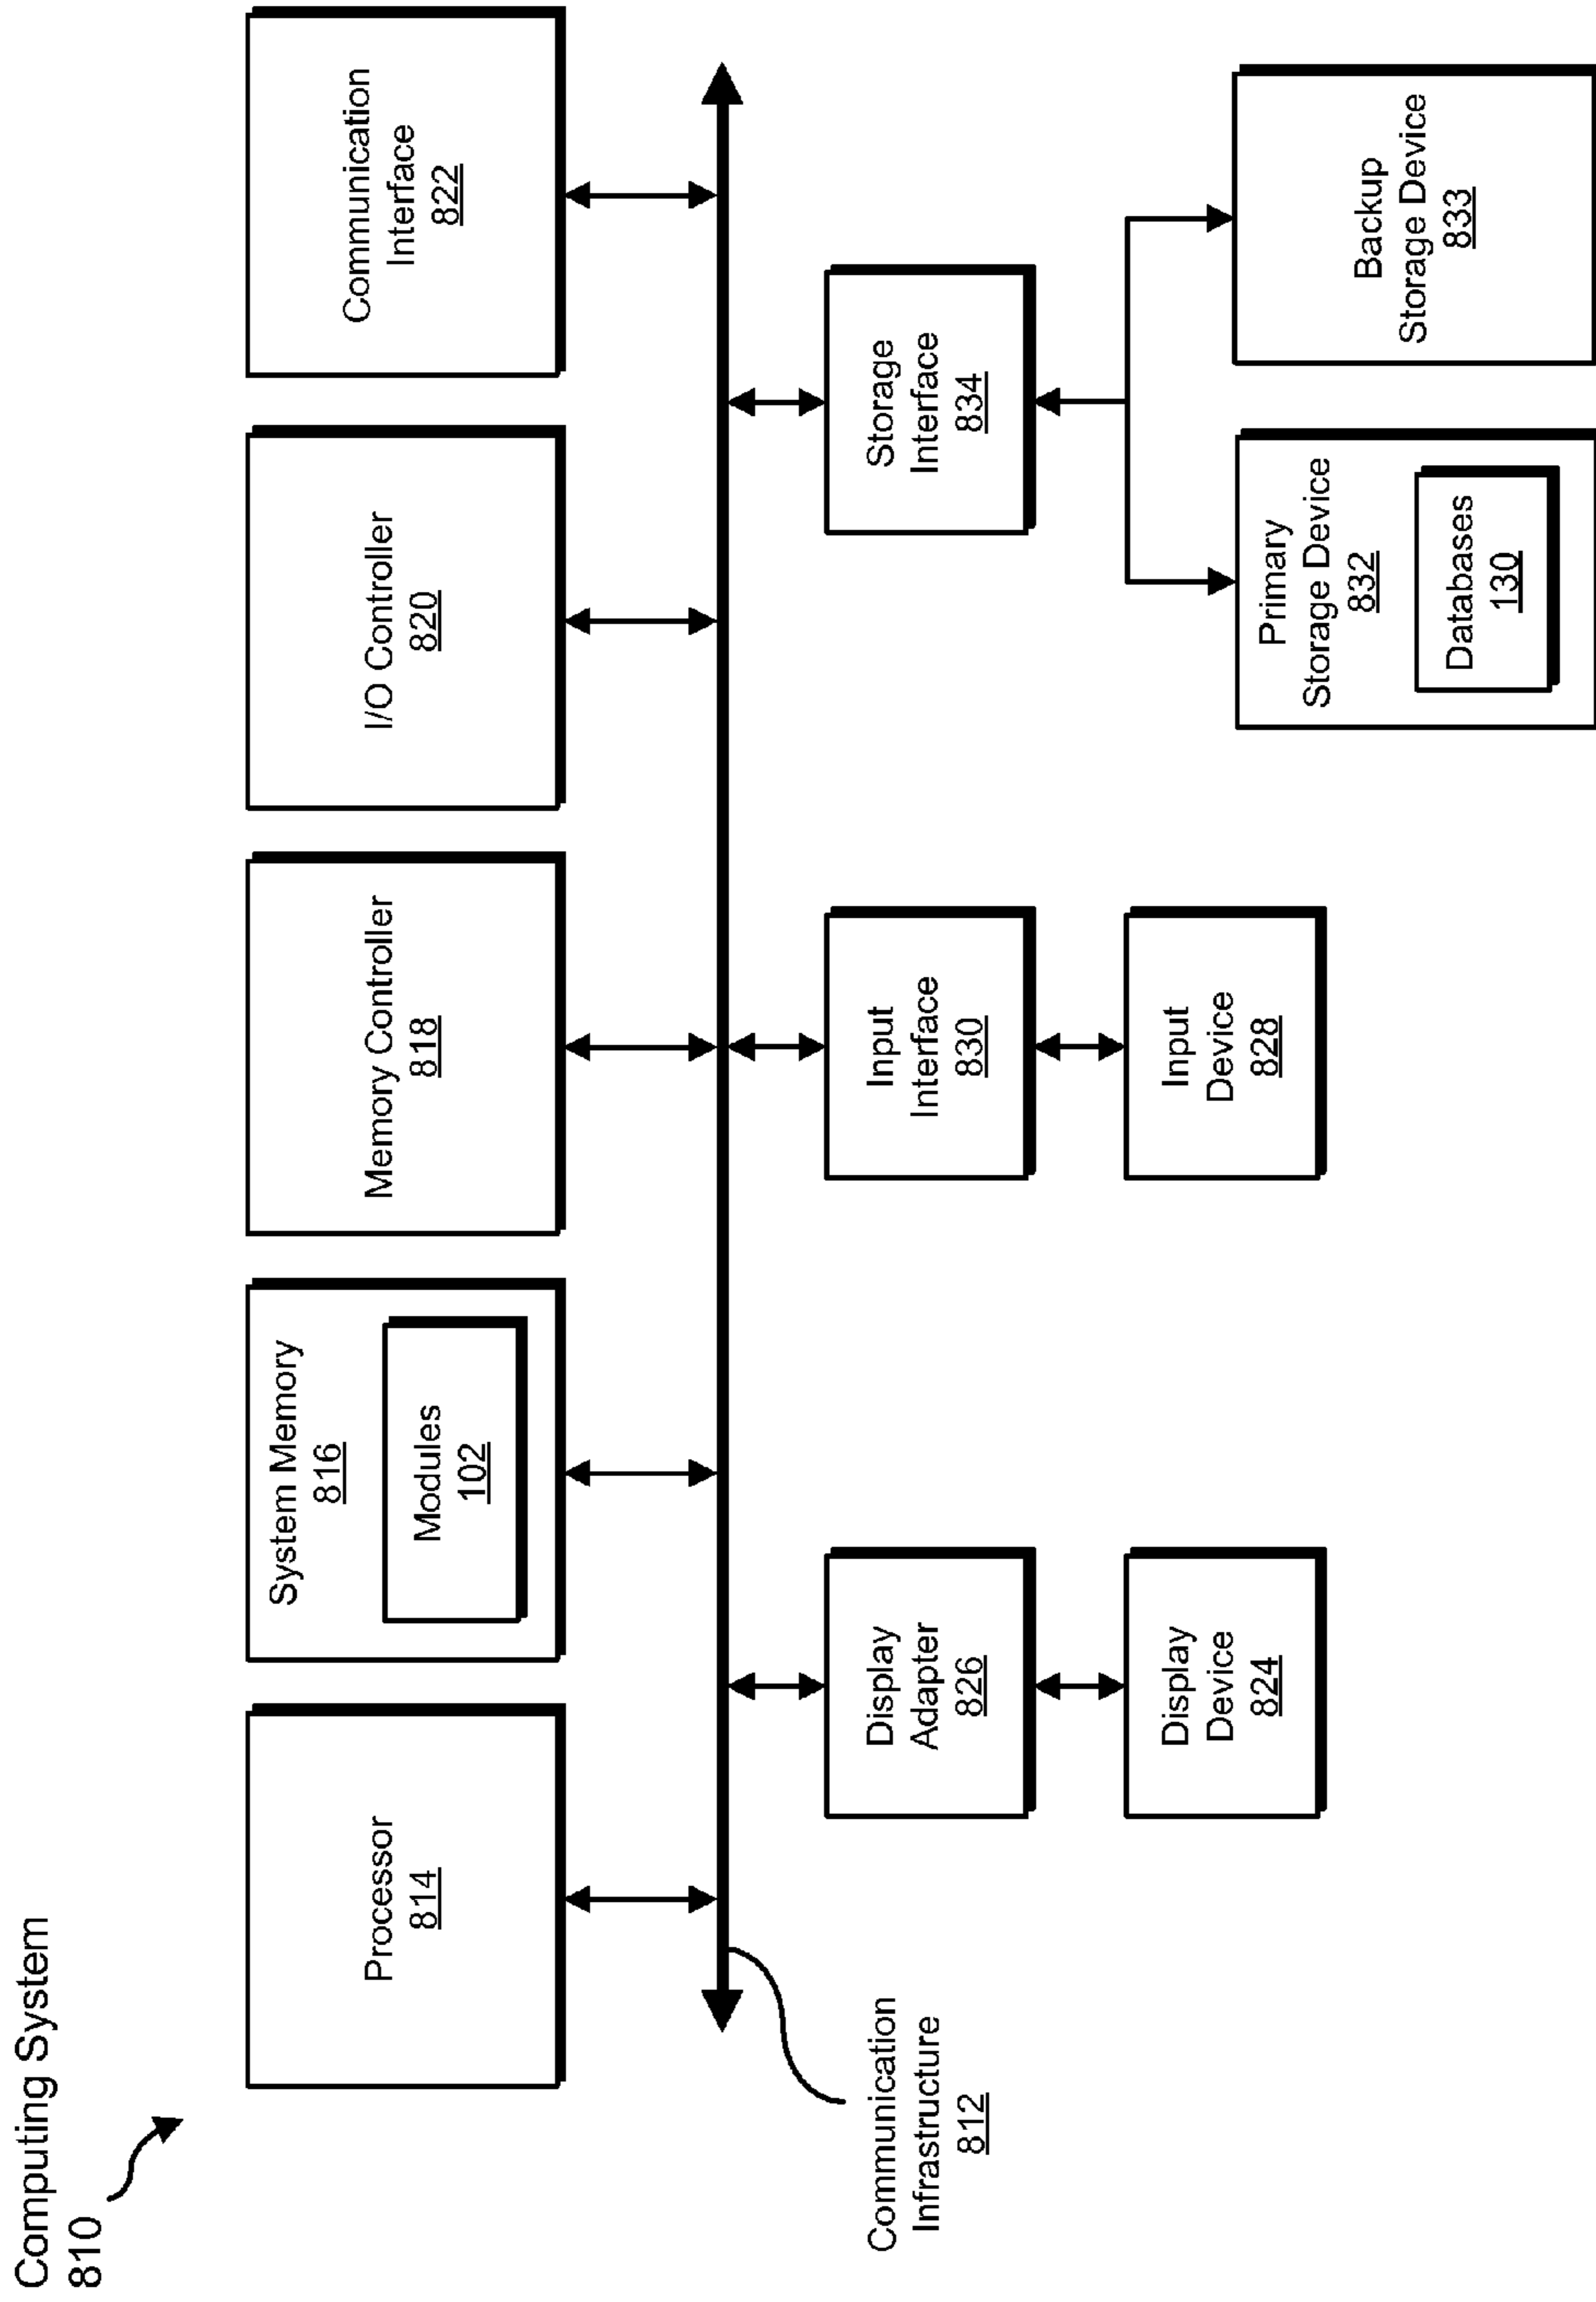 Computing System
810
Processor
814
System Memory
816
Modules
102
Memory Controller
818
I/O Controller
820
Communication
Interface
822
Communication
Infrastructure
812
Display
Adapter
826
Input
Interface
830
Storage
Interface
834
Display
Device
824
Input
Device
828
Primary
Storage Device
832
Databases
130
Backup
Storage Device
833